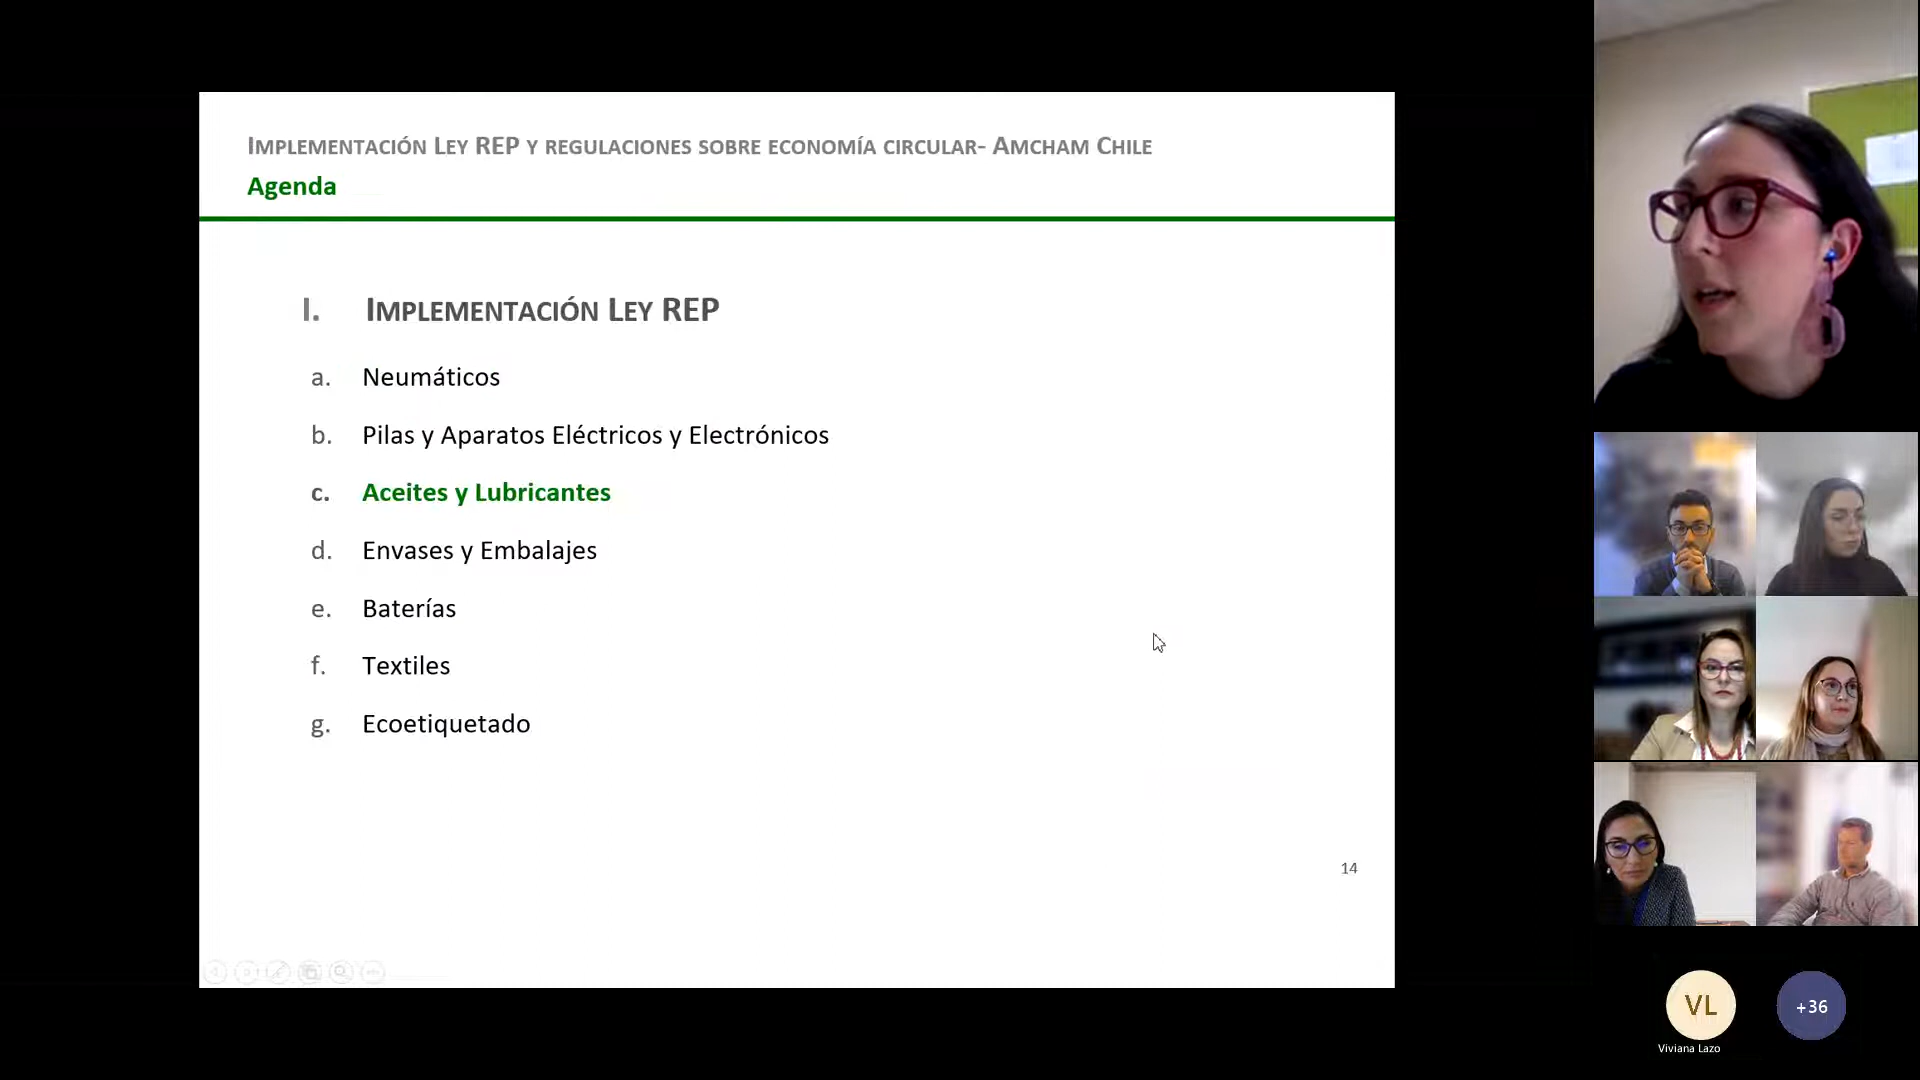 IMPLEMENTACIÓN LEY REP Y REGULACIONES SOBRE ECONOMÍA CIRCULAR- AMCHAM CHILE
Agenda
I. IMPLEMENTACIÓN LEY REP
a. Neumáticos
b. Pilas y Aparatos Eléctricos y Electrónicos
c. Aceites y Lubricantes
d. Envases y Embalajes
e. Baterías
f. Textiles
g. Ecoetiquetado
14
VL
+36
Viviana Lazo